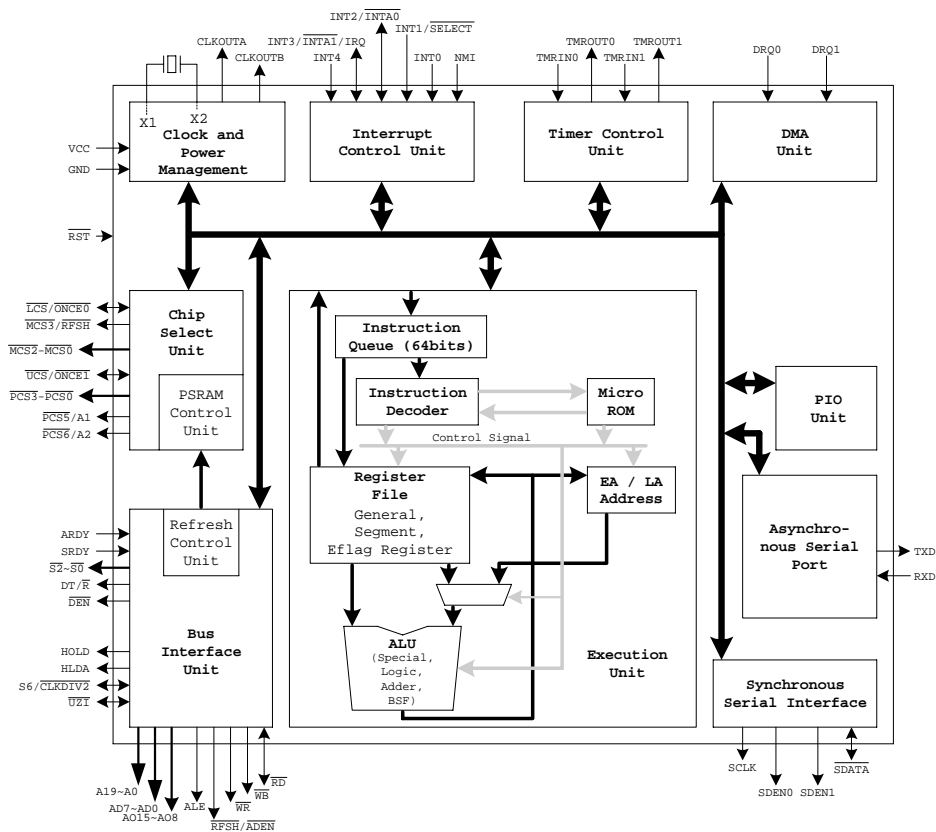 INT2/INTA0
INT3/INTA1/IRQ
INT1/SELECT
CLKOUTA
CLKOUTB
INT4
INT0
NMI
TMROUT0
TMROUT1
TMRIN0
TMRIN1
DRQ0
DRQ1
X1
X2
Clock and
Power
Management
Interrupt
Control Unit
Timer Control
Unit
DMA
Unit
VCC
GND
RST
LCS/ONCE0
MCS3/RFSH
MCS2-MCS0
UCS/ONCE1
PCS3-PCS0
PCS5/A1
PCS6/A2
Chip
Select
Unit
PSRAM
Control
Unit
Instruction
Queue (64bits)
Instruction
Decoder
Micro
ROM
Control Signal
Register
File
General,
Segment,
Eflag Register
EA / LA
Address
ALU
(Special,
Logic,
Adder,
BSF)
Execution
Unit
PIO
Unit
Asynchro-
nous Serial
Port
TXD
RXD
ARDY
SRDY
S2~S0
DT/R
DEN
HOLD
HLDA
S6/CLKDIV2
UZI
Refresh
Control
Unit
Bus
Interface
Unit
Synchronous
Serial Interface
A19~A0
AD7~AD0
AO15~AO8
ALE
RFSH/ADEN
WR
WB
RD
SCLK
SDEN0
SDEN1
SDATA